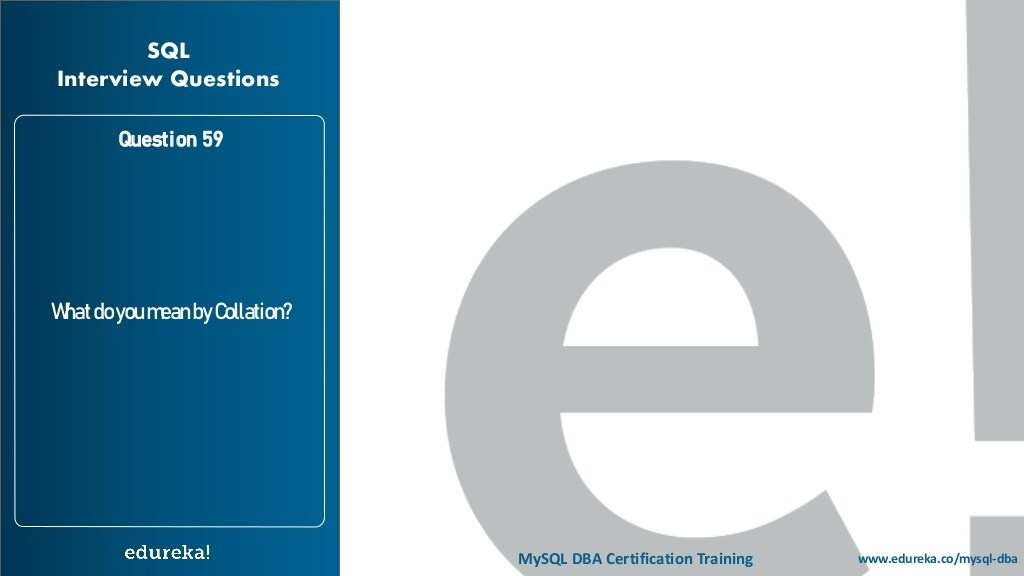 SQL
Interview Questions
Question 59
What do you mean by Collation?
edureka!
e!
MySQL DBA Certification Training
www.edureka.co/mysql-dba